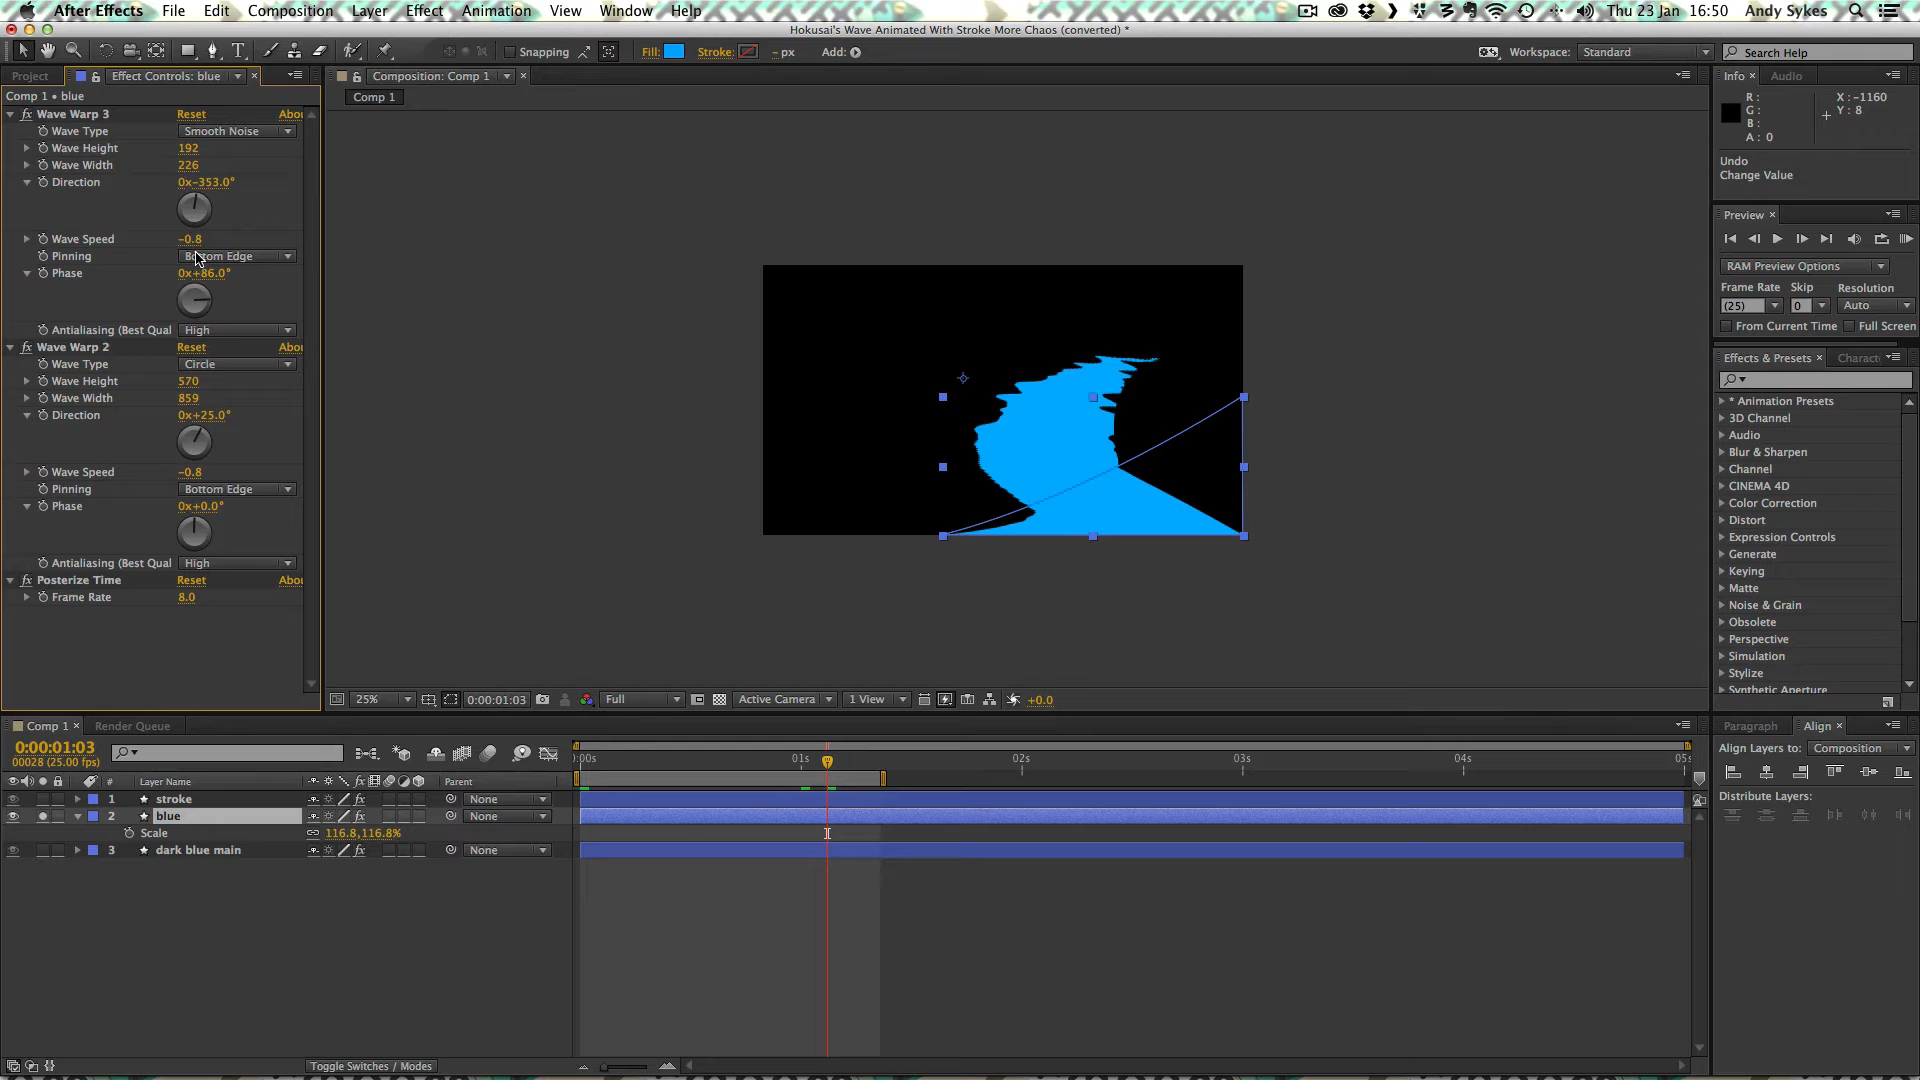 After Effects File Edit Composition Layer Effect Animation View Window Help Thu 23 Jan 16:50 Andy Sykes
Hokusai's Wave Animated With Stroke More Chaos (converted) *
Snapping Fill: Stroke: - px Add: Workspace: Standard Search Help
Project Effect Controls: blue Composition: Comp 1 Info Audio
Comp 1 • blue Comp 1
Wave Warp 3 Reset Abou
Wave Type Smooth Noise
Wave Height 192
Wave Width 226
Direction 0x-353.0°
Wave Speed -0.8
Pinning Bottom Edge
Phase 0x+86.0°
Antialiasing (Best Qual High
Wave Warp 2 Reset Abou
Wave Type Circle
Wave Height 570
Wave Width 859
Direction 0x+25.0°
Wave Speed -0.8
Pinning Bottom Edge
Phase 0x+0.0°
Antialiasing (Best Qual High
Posterize Time Reset Abou
Frame Rate 8.0
25% 0:00:01:03 Full Active Camera 1 View +0.0
R: X: -1160
G: Y: 8
B:
A: 0
Undo
Change Value
Preview
RAM Preview Options
Frame Rate Skip Resolution
(25) 0 Auto
From Current Time Full Screen
Effects & Presets Charact
* Animation Presets
3D Channel
Audio
Blur & Sharpen
Channel
CINEMA 4D
Color Correction
Distort
Expression Controls
Generate
Keying
Matte
Noise & Grain
Obsolete
Perspective
Simulation
Stylize
Synthetic Aperture
Comp 1 Render Queue
0:00:01:03
00028 (25.00 fps)
):00s 01s 02s 03s 04s 05s
# Layer Name Parent
1 stroke None
2 blue None
Scale 116.8,116.8%
3 dark blue main None
Toggle Switches / Modes
Paragraph Align
Align Layers to: Composition
Distribute Layers: